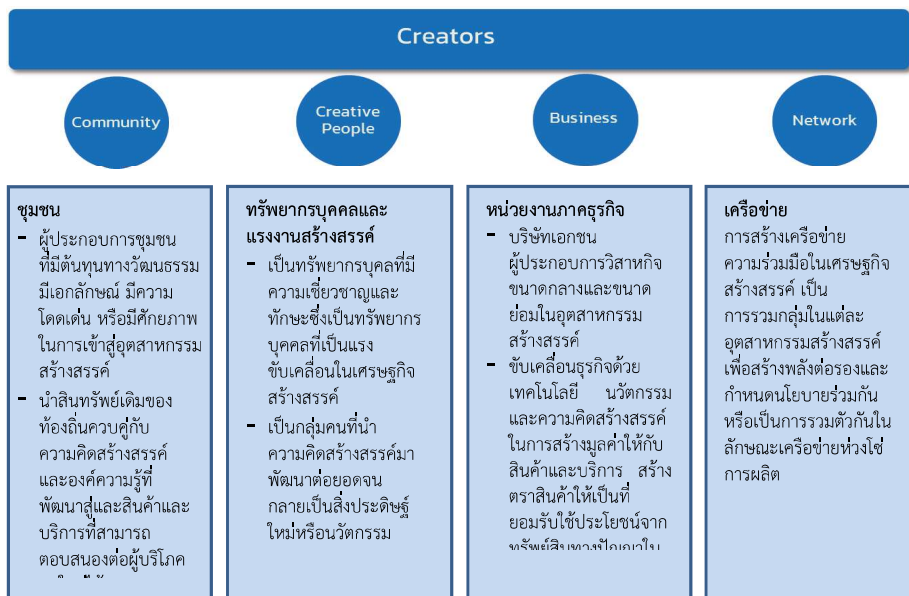 Creators
Community
Creative
People
Business
Network
ชุมชน
- ผู้ประกอบการชุมชน
ที่มีต้นทุนทางวัฒนธรรม
มีเอกลักษณ์ มีความ
โดดเด่น หรือมีศักยภาพ
ในการเข้าสู่อุตสาหกรรม
สร้างสรรค์
- นำสินทรัพย์เดิมของ
ท้องถิ่นควบคู่กับ
ความคิดสร้างสรรค์
และองค์ความรู้ที่
พัฒนาสู่และสินค้าและ
บริการที่สามารถ
ตอบสนองต่อผู้บริโภค
ทรัพยากรบุคคลและ
แรงงานสร้างสรรค์
- เป็นทรัพยากรบุคลที่มี
ความเชี่ยวชาญและ
ทักษะซึ่งเป็นทรัพยากร
บุคคลที่เป็นแรง
ขับเคลื่อนในเศรษฐกิจ
สร้างสรรค์
- เป็นกลุ่มคนที่นำ
ความคิดสร้างสรรค์มา
พัฒนาต่อยอดจน
กลายเป็นสิ่งประดิษฐ์
ใหม่หรือนวัตกรรม
หน่วยงานภาคธุรกิจ
- บริษัทเอกชน
ผู้ประกอบการวิสาหกิจ
ขนาดกลางและขนาด
ย่อมในอุตสาหกรรม
สร้างสรรค์
- ขับเคลื่อนธุรกิจด้วย
เทคโนโลยี นวัตกรรม
และความคิดสร้างสรรค์
ในการสร้างมูลค่าให้กับ
สินค้าและบริการ สร้าง
ตราสินค้าให้เป็นที่
ยอมรับใช้ประโยชน์จาก
ทรัพย์สินทางปัญญาใน
เครือข่าย
การสร้างเครือข่าย
ความร่วมมือในเศรษฐกิจ
สร้างสรรค์ เป็น
การรวมกลุ่มในแต่ละ
อุตสาหกรรมสร้างสรรค์
เพื่อสร้างพลังต่อรองและ
กำหนดนโยบายร่วมกัน
หรือเป็นการรวมตัวกันใน
ลักษณะเครือข่ายห่วงโซ่
การผลิต